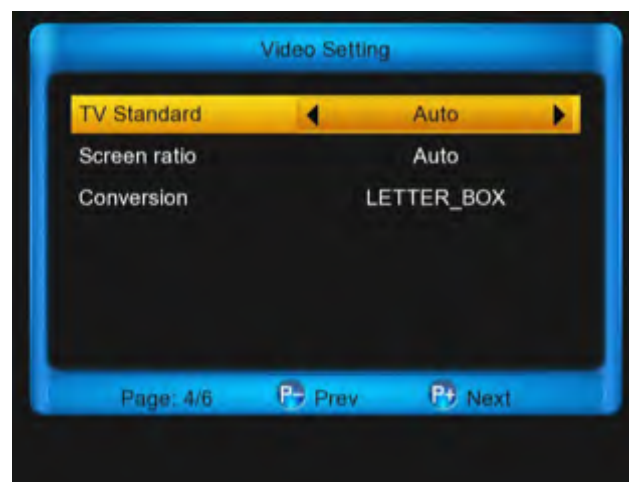 Video Setting
TV Standard Auto
Screen ratio Auto
Conversion LETTER_BOX
Page: 4/6 P- Prev P+ Next